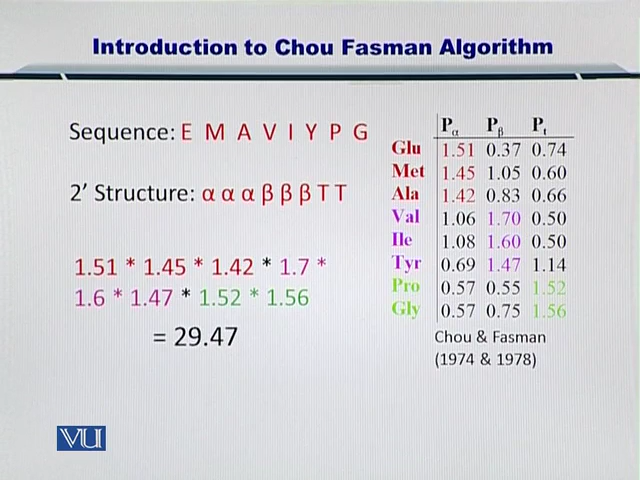 Introduction to Chou Fasman Algorithm
Sequence: E M A V I Y P G
2’ Structure: α α α β β β T T
1.51 * 1.45 * 1.42 * 1.7 *
1.6 * 1.47 * 1.52 * 1.56
= 29.47
Pα Pβ Pt
Glu 1.51 0.37 0.74
Met 1.45 1.05 0.60
Ala 1.42 0.83 0.66
Val 1.06 1.70 0.50
Ile 1.08 1.60 0.50
Tyr 0.69 1.47 1.14
Pro 0.57 0.55 1.52
Gly 0.57 0.75 1.56
Chou & Fasman
(1974 & 1978)
VU